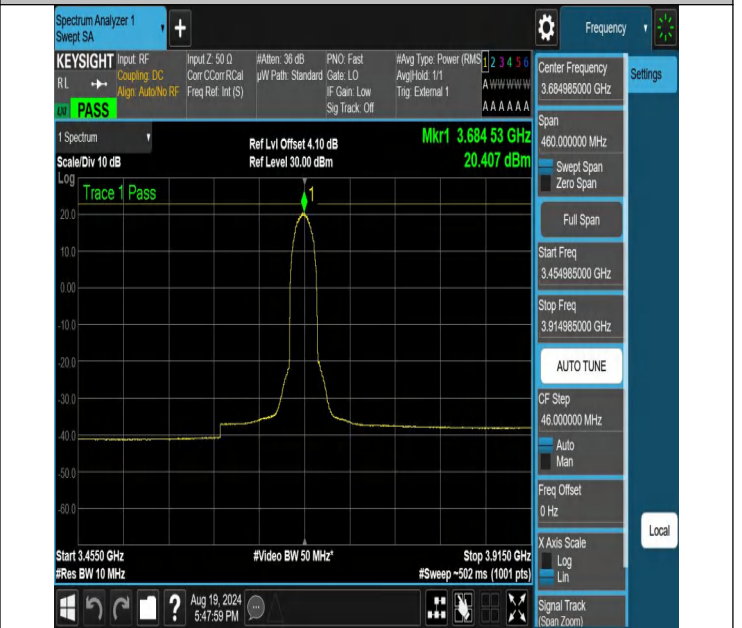 Spectrum Analyzer 1
Swept SA
+
Frequency
KEYSIGHT
RL
PASS
Input: RF
Coupling: DC
Align: Auto/No RF
Input Z: 50 Ω
Corr CCorr RCal
Freq Ref: Int (S)
#Atten: 36 dB
µW Path: Standard
PNO: Fast
Gate: LO
IF Gain: Low
Sig Track: Off
#Avg Type: Power (RMS
Avg|Hold: 1/1
Trig: External 1
1 2 3 4 5 6
A W W W W W
A A A A A A
1 Spectrum
Scale/Div 10 dB
Log
Ref Lvl Offset 4.10 dB
Ref Level 30.00 dBm
Mkr1 3.684 53 GHz
20.407 dBm
Trace 1 Pass
1
20.0
10.0
0.00
-10.0
-20.0
-30.0
-40.0
-50.0
-60.0
Start 3.4550 GHz
#Res BW 10 MHz
#Video BW 50 MHz*
Stop 3.9150 GHz
#Sweep ~502 ms (1001 pts)
Center Frequency
3.684985000 GHz
Span
460.000000 MHz
Swept Span
Zero Span
Full Span
Start Freq
3.454985000 GHz
Stop Freq
3.914985000 GHz
AUTO TUNE
CF Step
46.000000 MHz
Auto
Man
Freq Offset
0 Hz
X Axis Scale
Log
Lin
Signal Track
(Span Zoom)
Settings
Local
?
Aug 19, 2024
5:47:59 PM